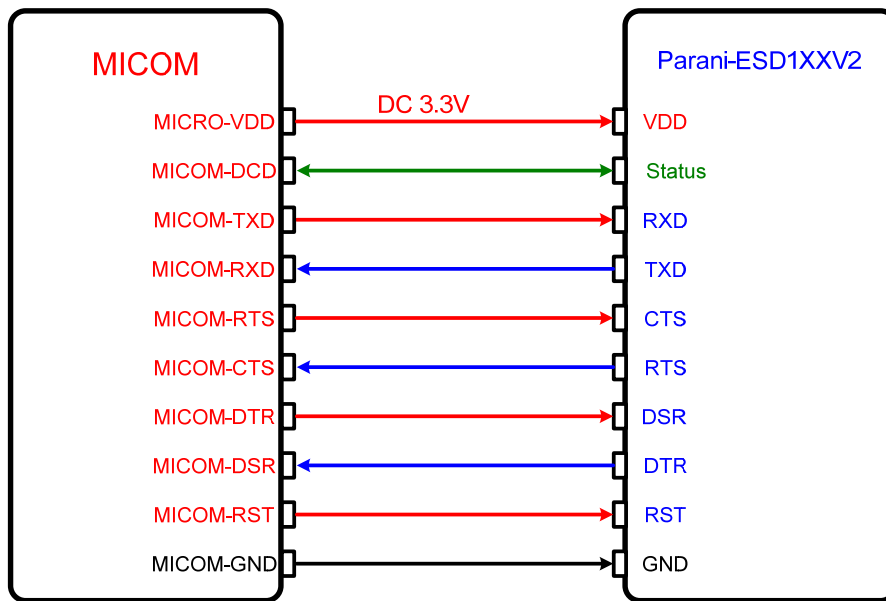 MICOM
Parani-ESD1XXV2
DC 3.3V
MICRO-VDD
VDD
MICOM-DCD
Status
MICOM-TXD
RXD
MICOM-RXD
TXD
MICOM-RTS
CTS
MICOM-CTS
RTS
MICOM-DTR
DSR
MICOM-DSR
DTR
MICOM-RST
RST
MICOM-GND
GND